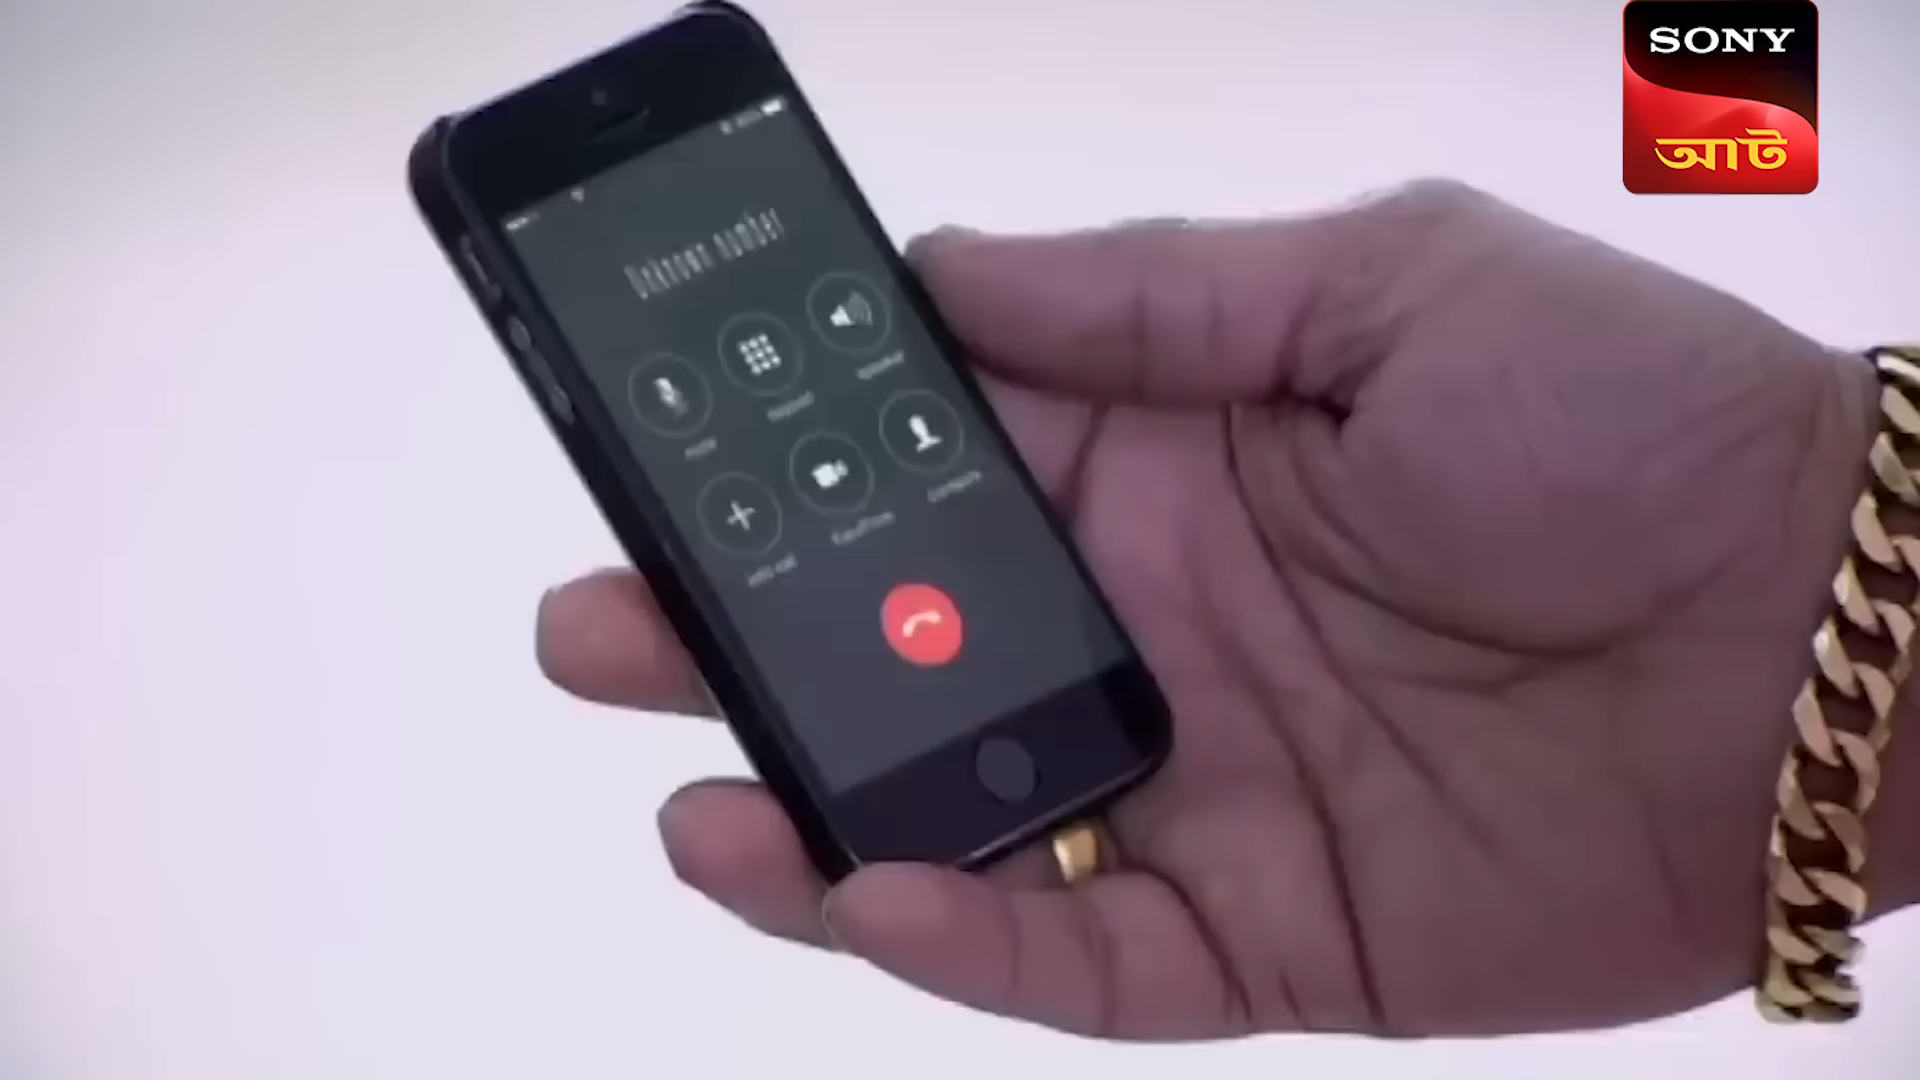 SONY
আট
Unknown number
mute
keypad
speaker
add call
FaceTime
contacts